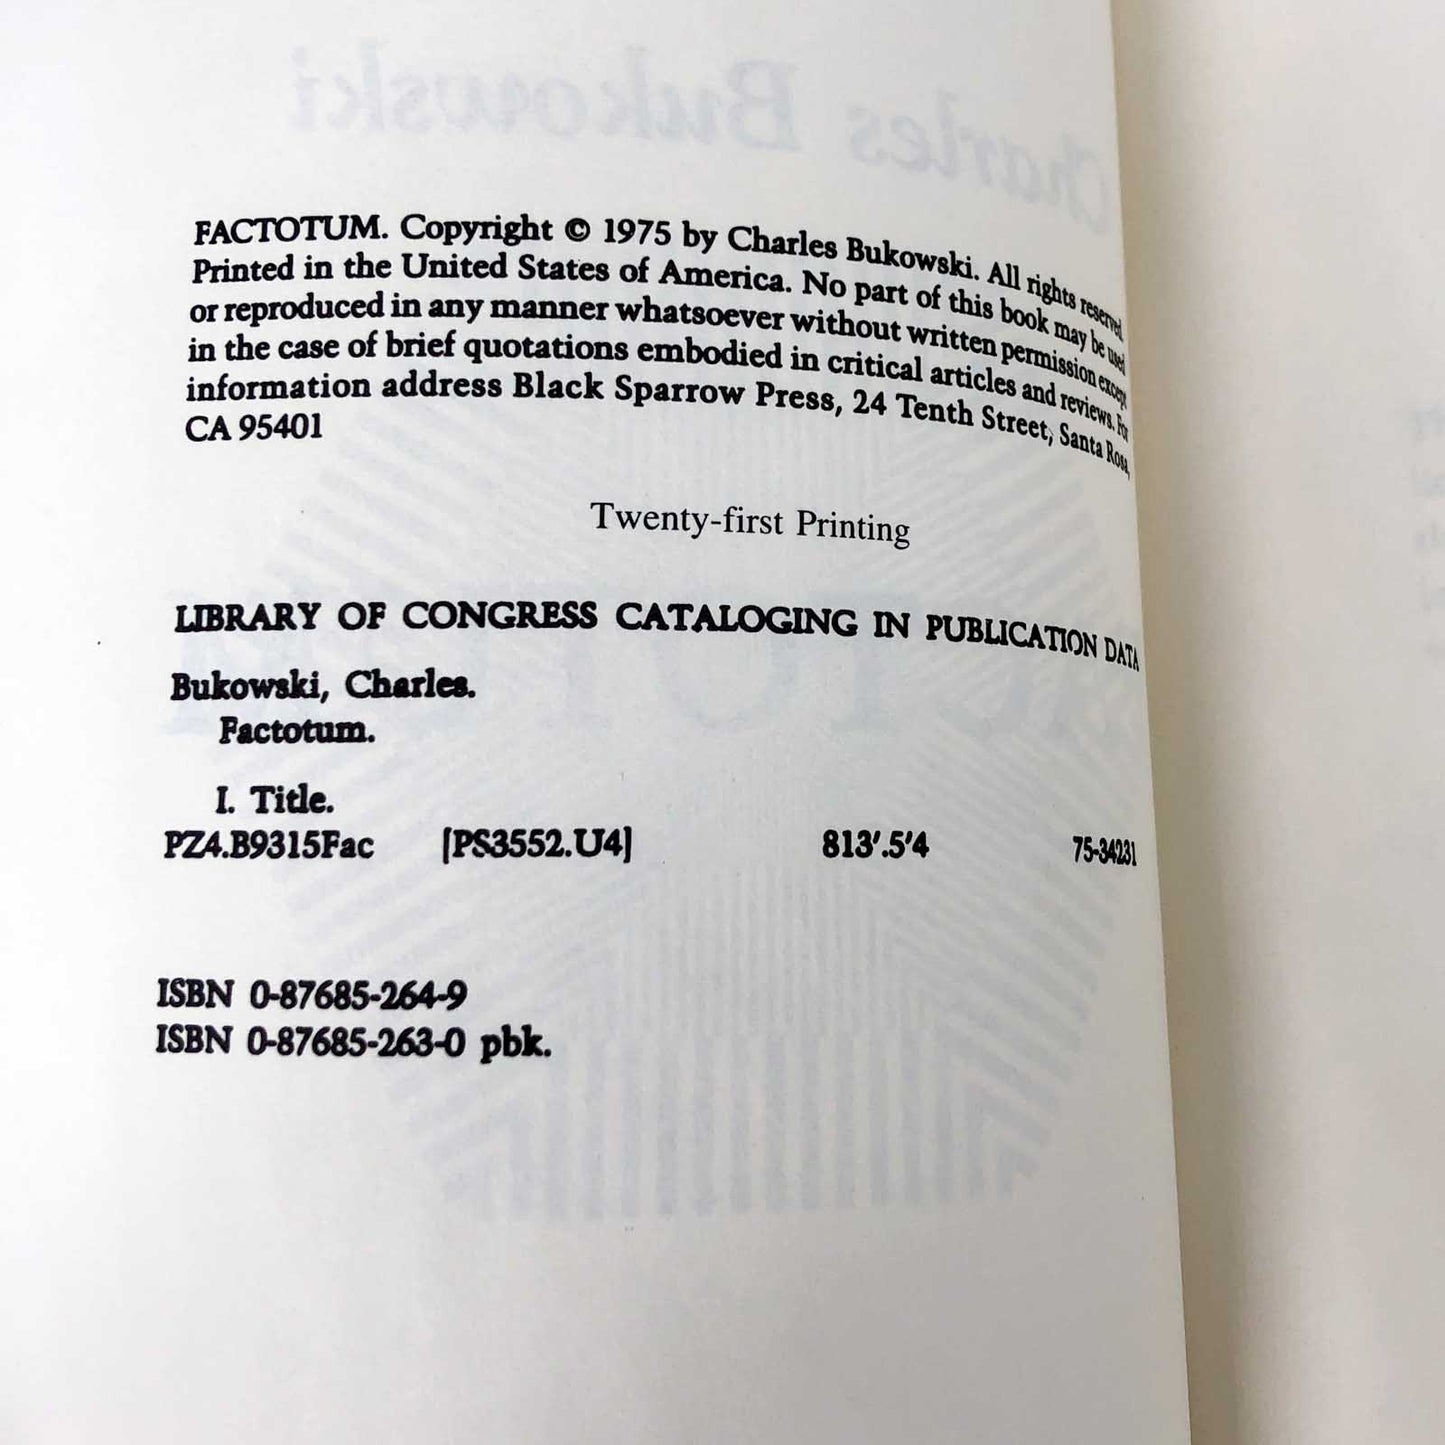 Charles Bukowski
FACTOTUM. Copyright © 1975 by Charles Bukowski. All rights reserved.
Printed in the United States of America. No part of this book may be used
or reproduced in any manner whatsoever without written permission except
in the case of brief quotations embodied in critical articles and reviews. For
information address Black Sparrow Press, 24 Tenth Street, Santa Rosa,
CA 95401
Twenty-first Printing
LIBRARY OF CONGRESS CATALOGING IN PUBLICATION DATA
Bukowski, Charles.
Factotum.
I. Title.
PZ4.B9315Fac [PS3552.U4] 813'.5'4 75-34231
ISBN 0-87685-264-9
ISBN 0-87685-263-0 pbk.